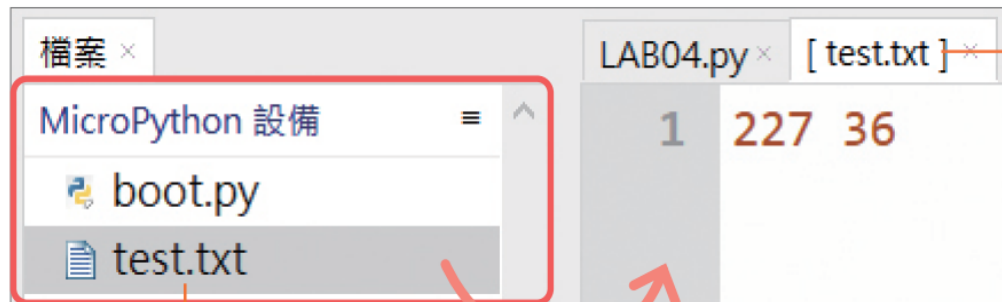 檔案 ×
MicroPython 設備 ≡
boot.py
test.txt
LAB04.py × [ test.txt ] ×
1 227 36